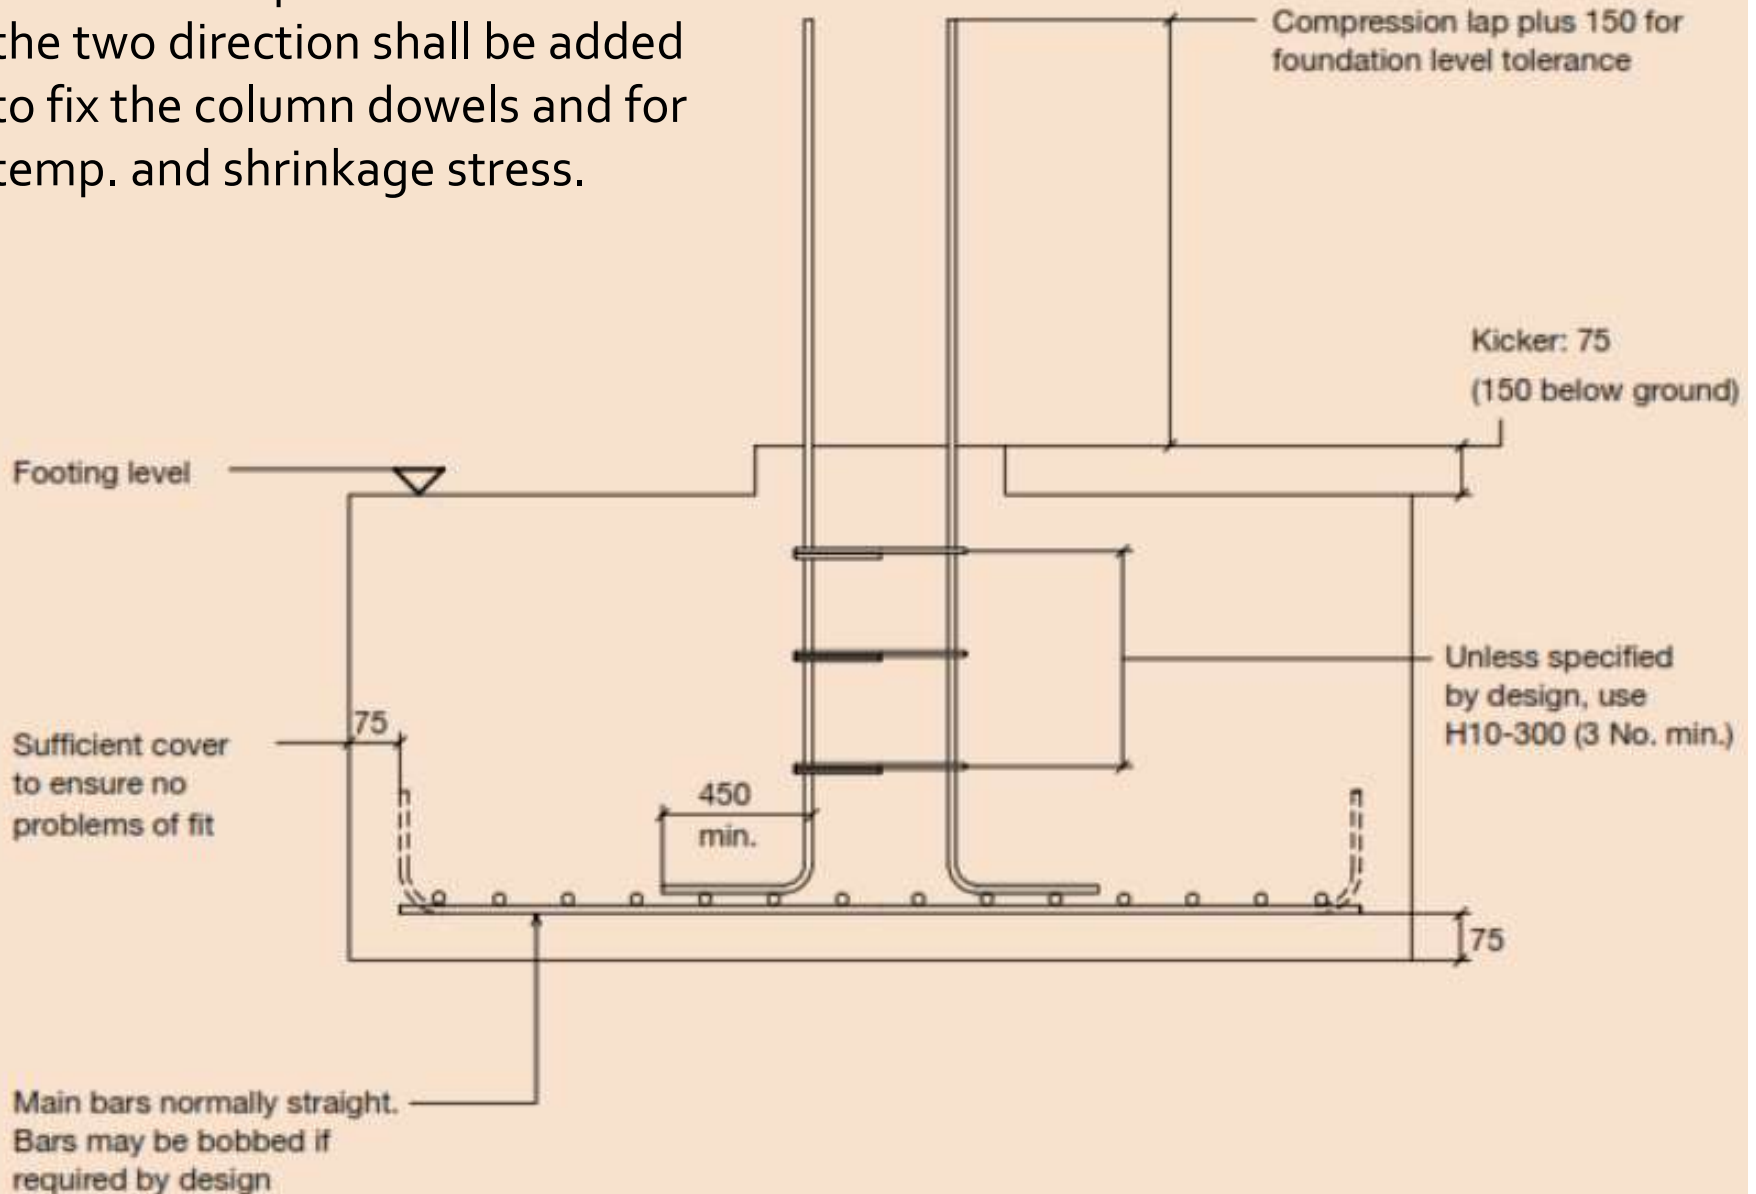 the two direction shall be added
to fix the column dowels and for
temp. and shrinkage stress.
Compression lap plus 150 for
foundation level tolerance
Kicker: 75
(150 below ground)
Footing level
Unless specified
by design, use
H10-300 (3 No. min.)
75
Sufficient cover
to ensure no
problems of fit
450
min.
75
Main bars normally straight.
Bars may be bobbed if
required by design